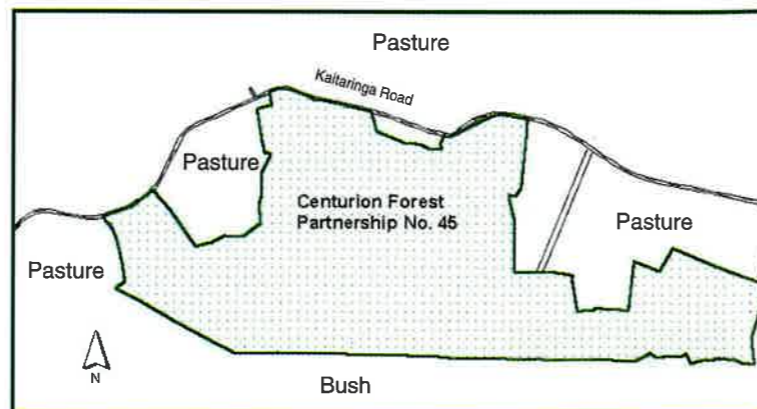 Pasture
Kaitaringa Road
Pasture
Centurion Forest
Partnership No. 45
Pasture
Pasture
N
Bush